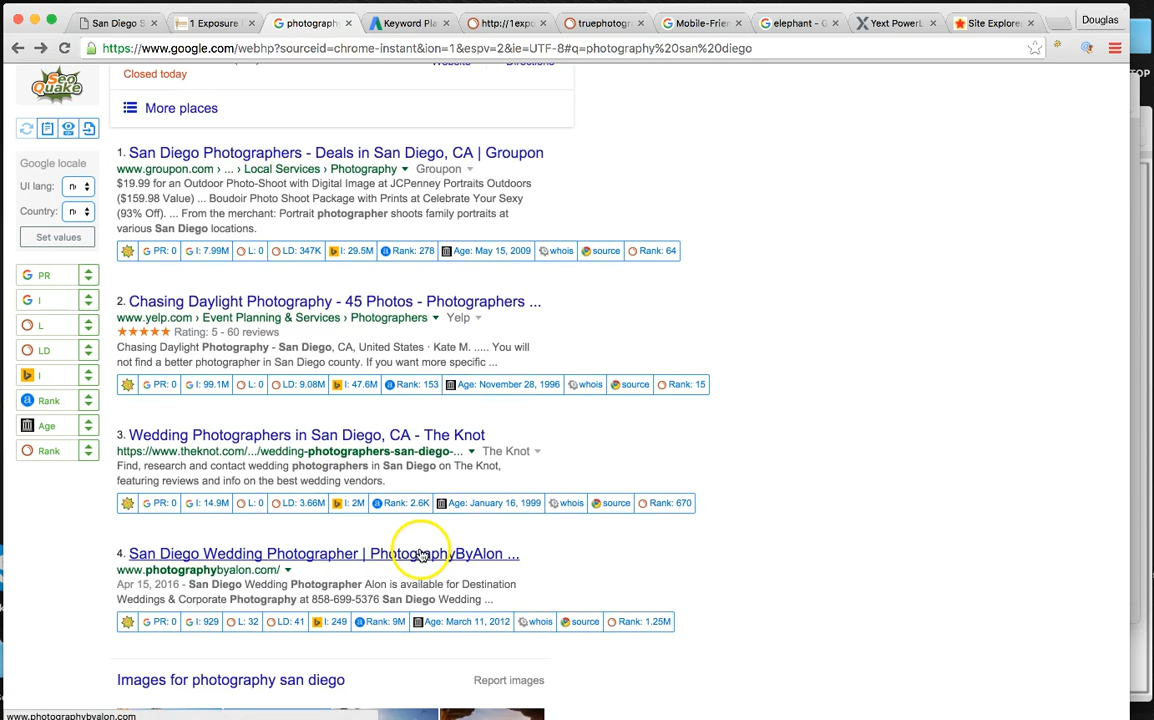 Douglas
San Diego S
1 Exposure
photograph
Keyword Pla
http://1expo
truephotogr
Mobile-Frie
elephant - G
Yext PowerL
Site Explorer
https://www.google.com/webhp?sourceid=chrome-instant&ion=1&espv=2&ie=UTF-8#q=photography%20san%20diego
SEO Quake
Closed today
More places
Google locale
UI lang:
Country:
Set values
PR
I
L
LD
I
Rank
Age
Rank
1. San Diego Photographers - Deals in San Diego, CA | Groupon
www.groupon.com › ... › Local Services › Photography ▼ Groupon ▼
$19.99 for an Outdoor Photo-Shoot with Digital Image at JCPenney Portraits Outdoors
($159.98 Value) ... Boudoir Photo Shoot Package with Prints at Celebrate Your Sexy
(93% Off). ... From the merchant: Portrait photographer shoots family portraits at
various San Diego locations.
PR: 0 I: 7.99M L: 0 LD: 347K I: 29.5M Rank: 278 Age: May 15, 2009 whois source Rank: 64
2. Chasing Daylight Photography - 45 Photos - Photographers ...
www.yelp.com › Event Planning & Services › Photographers ▼ Yelp ▼
★★★★★ Rating: 5 - 60 reviews
Chasing Daylight Photography - San Diego, CA, United States · Kate M. ..... You will
not find a better photographer in San Diego county. If you want more specific ...
PR: 0 I: 99.1M L: 0 LD: 9.08M I: 47.6M Rank: 153 Age: November 28, 1996 whois source Rank: 15
3. Wedding Photographers in San Diego, CA - The Knot
https://www.theknot.com/.../wedding-photographers-san-diego-... ▼ The Knot ▼
Find, research and contact wedding photographers in San Diego on The Knot,
featuring reviews and info on the best wedding vendors.
PR: 0 I: 14.9M L: 0 LD: 3.66M I: 2M Rank: 2.6K Age: January 16, 1999 whois source Rank: 670
4. San Diego Wedding Photographer | PhotographyByAlon ...
www.photographybyalon.com/ ▼
Apr 15, 2016 - San Diego Wedding Photographer Alon is available for Destination
Weddings & Corporate Photography at 858-699-5376 San Diego Wedding ...
PR: 0 I: 929 L: 32 LD: 41 I: 249 Rank: 9M Age: March 11, 2012 whois source Rank: 1.25M
Images for photography san diego
Report images
www.photographybyalon.com